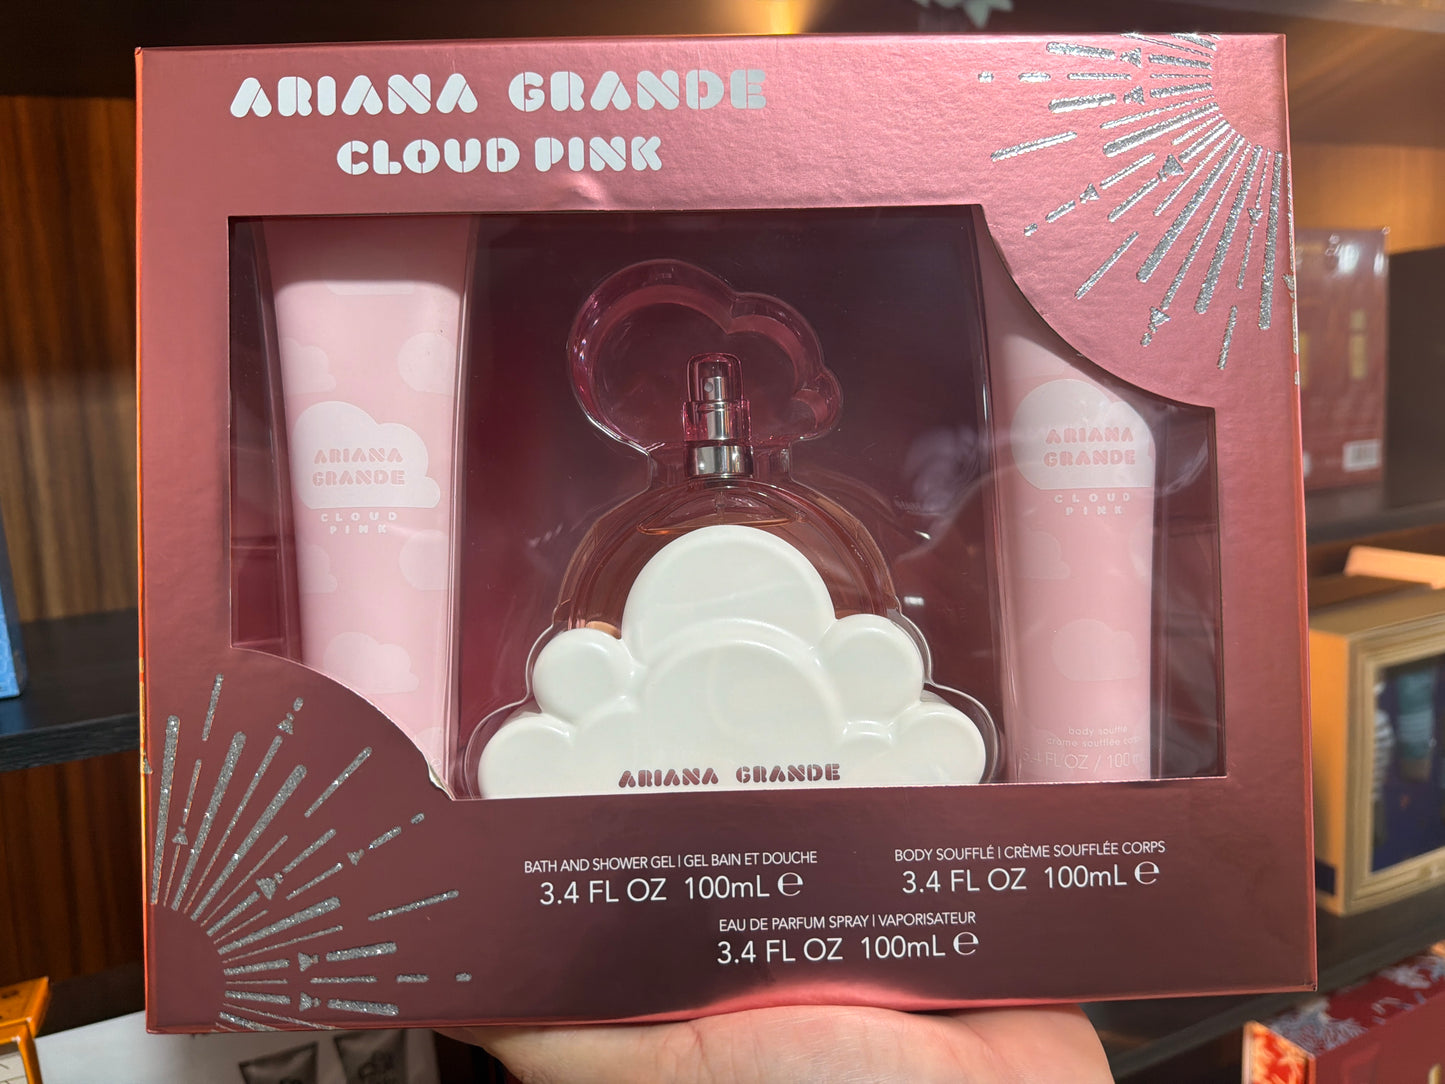 ARIANA GRANDE
CLOUD PINK
ARIANA
GRANDE
CLOUD
PINK
ARIANA
GRANDE
CLOUD
PINK
body soufflé
crème soufflée corps
3.4 FL OZ / 100 m
ARIANA GRANDE
BATH AND SHOWER GEL | GEL BAIN ET DOUCHE
3.4 FL OZ 100mL ℮
BODY SOUFFLÉ | CRÈME SOUFFLÉE CORPS
3.4 FL OZ 100mL ℮
EAU DE PARFUM SPRAY | VAPORISATEUR
3.4 FL OZ 100mL ℮